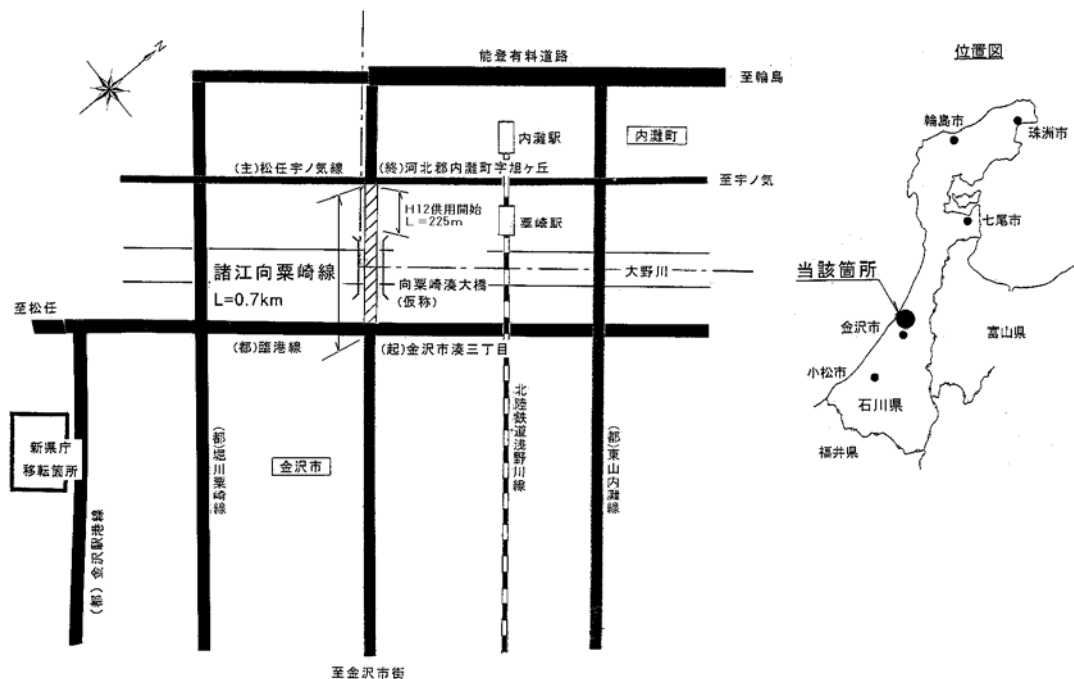 N
能登有料道路
至輪島
内灘駅
内灘町
(主)松任宇ノ気線
(終)河北郡内灘町字旭ヶ丘
至宇ノ気
H12供用開始
L=225m
粟崎駅
諸江向粟崎線
L=0.7km
大野川
向粟崎湊大橋
(仮称)
至松任
(都)臨港線
(起)金沢市湊三丁目
新県庁
移転箇所
(都)金沢駅港線
(都)堀川粟崎線
金沢市
北陸鉄道浅野川線
(都)東山内灘線
至金沢市街
位置図
輪島市
珠洲市
七尾市
当該箇所
金沢市
富山県
小松市
石川県
福井県